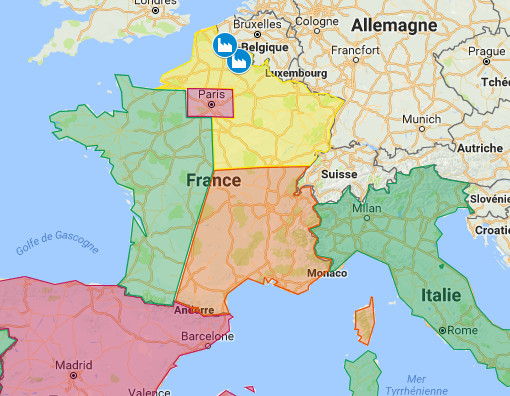 Londres
Bruxelles
Cologne
Allemagne
Belgique
Francfort
Prague
Luxembourg
Paris
Munich
Autriche
France
Suisse
Slovénie
Milan
Croatie
Golfe de Gascogne
Monaco
Italie
Andorre
Rome
Barcelone
Madrid
Mer
Tyrrhénienne
Valence